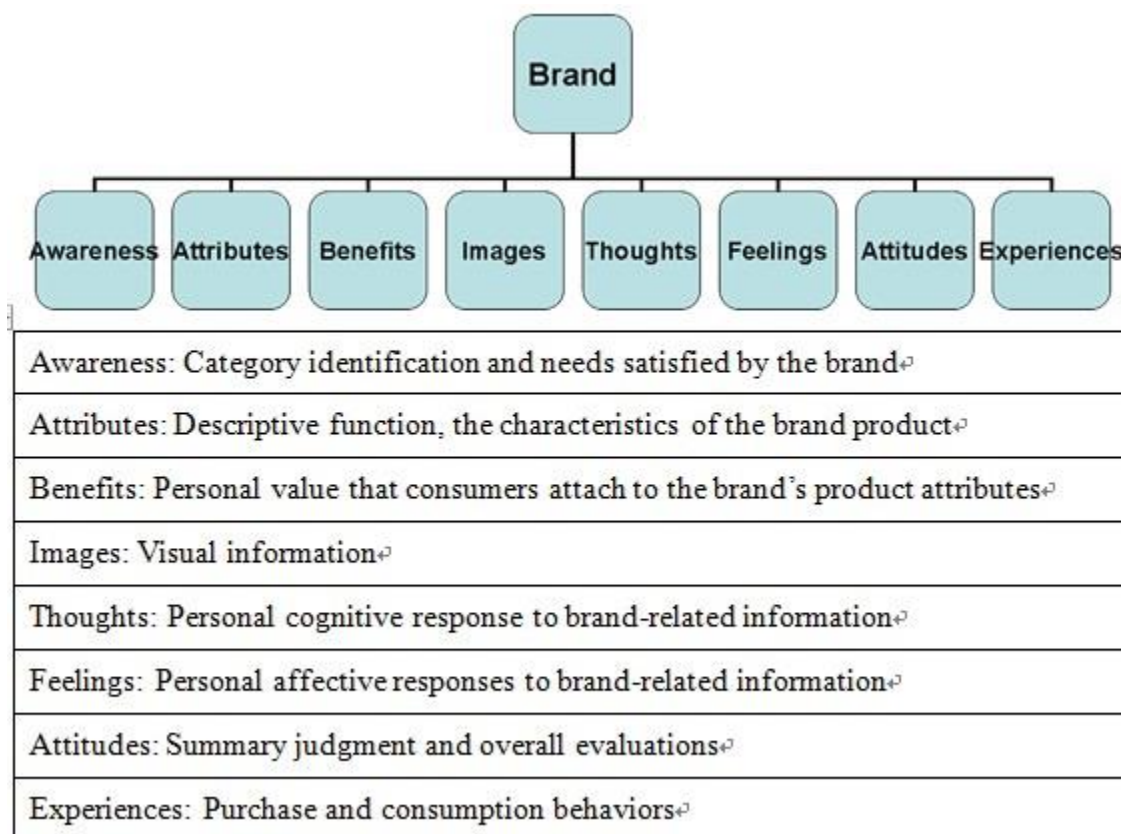 Brand
Awareness Attributes Benefits Images Thoughts Feelings Attitudes Experiences
Awareness: Category identification and needs satisfied by the brand
Attributes: Descriptive function, the characteristics of the brand product
Benefits: Personal value that consumers attach to the brand’s product attributes
Images: Visual information
Thoughts: Personal cognitive response to brand-related information
Feelings: Personal affective responses to brand-related information
Attitudes: Summary judgment and overall evaluations
Experiences: Purchase and consumption behaviors